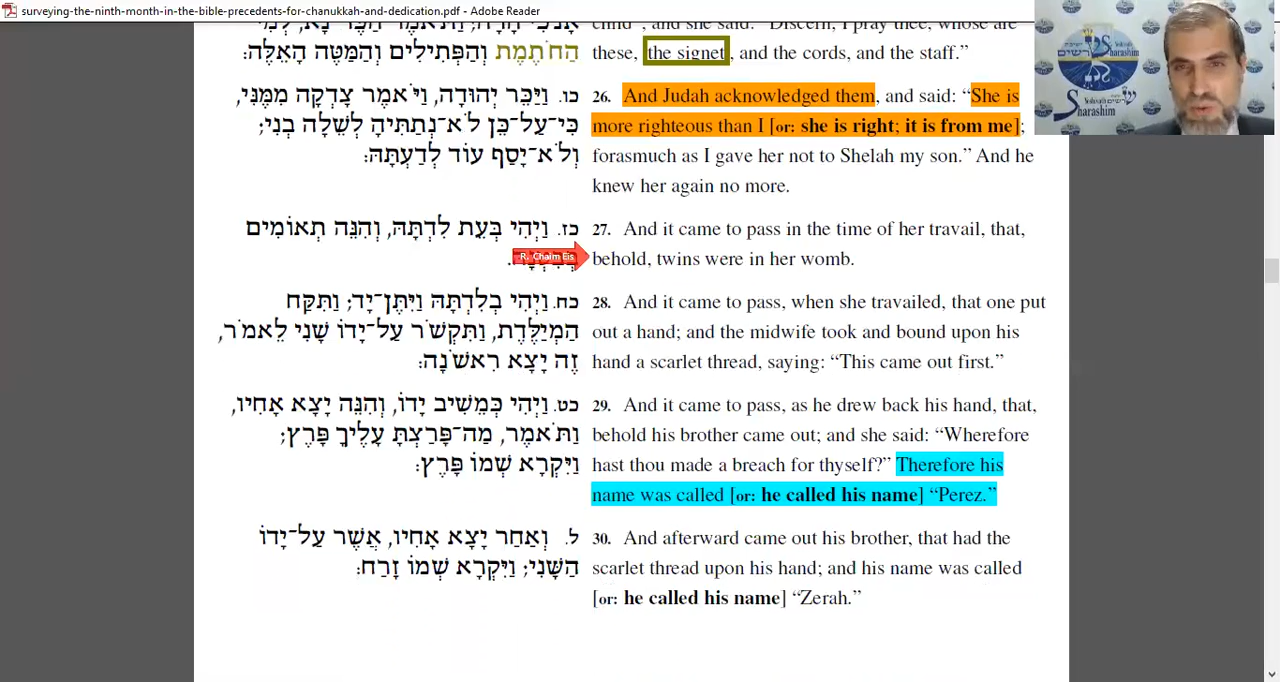 surveying-the-ninth-month-in-the-bible-precedents-for-chanukkah-and-dedication.pdf - Adobe Reader
these, the signet, and the cords, and the staff.”
הַחֹתֶמֶת וְהַפְּתִילִים וְהַמַּטֶּה הָאֵלֶּה:
26. And Judah acknowledged them, and said: “She is
more righteous than I [or: she is right; it is from me];
forasmuch as I gave her not to Shelah my son.” And he
knew her again no more.
כו. וַיַּכֵּר יְהוּדָה, וַיֹּאמֶר צָדְקָה מִמֶּנִּי,
כִּי-עַל-כֵּן לֹא-נְתַתִּיהָ לְשֵׁלָה בְנִי;
וְלֹא-יָסַף עוֹד לְדַעְתָּהּ:
27. And it came to pass in the time of her travail, that,
behold, twins were in her womb.
כז. וַיְהִי בְּעֵת לִדְתָּהּ, וְהִנֵּה תְאוֹמִים
R. Chaim Eis
28. And it came to pass, when she travailed, that one put
out a hand; and the midwife took and bound upon his
hand a scarlet thread, saying: “This came out first.”
כח. וַיְהִי בְלִדְתָּהּ וַיִּתֶּן-יָד; וַתִּקַּח
הַמְיַלֶּדֶת, וַתִּקְשֹׁר עַל-יָדוֹ שָׁנִי לֵאמֹר,
זֶה יָצָא רִאשֹׁנָה:
29. And it came to pass, as he drew back his hand, that,
behold his brother came out; and she said: “Wherefore
hast thou made a breach for thyself?” Therefore his
name was called [or: he called his name] “Perez.”
כט. וַיְהִי כְּמֵשִׁיב יָדוֹ, וְהִנֵּה יָצָא אָחִיו,
וַתֹּאמֶר, מַה-פָּרַצְתָּ עָלֶיךָ פָּרֶץ;
וַיִּקְרָא שְׁמוֹ פָּרֶץ:
30. And afterward came out his brother, that had the
scarlet thread upon his hand; and his name was called
[or: he called his name] “Zerah.”
ל. וְאַחַר יָצָא אָחִיו, אֲשֶׁר עַל-יָדוֹ
הַשָּׁנִי; וַיִּקְרָא שְׁמוֹ זָרַח: